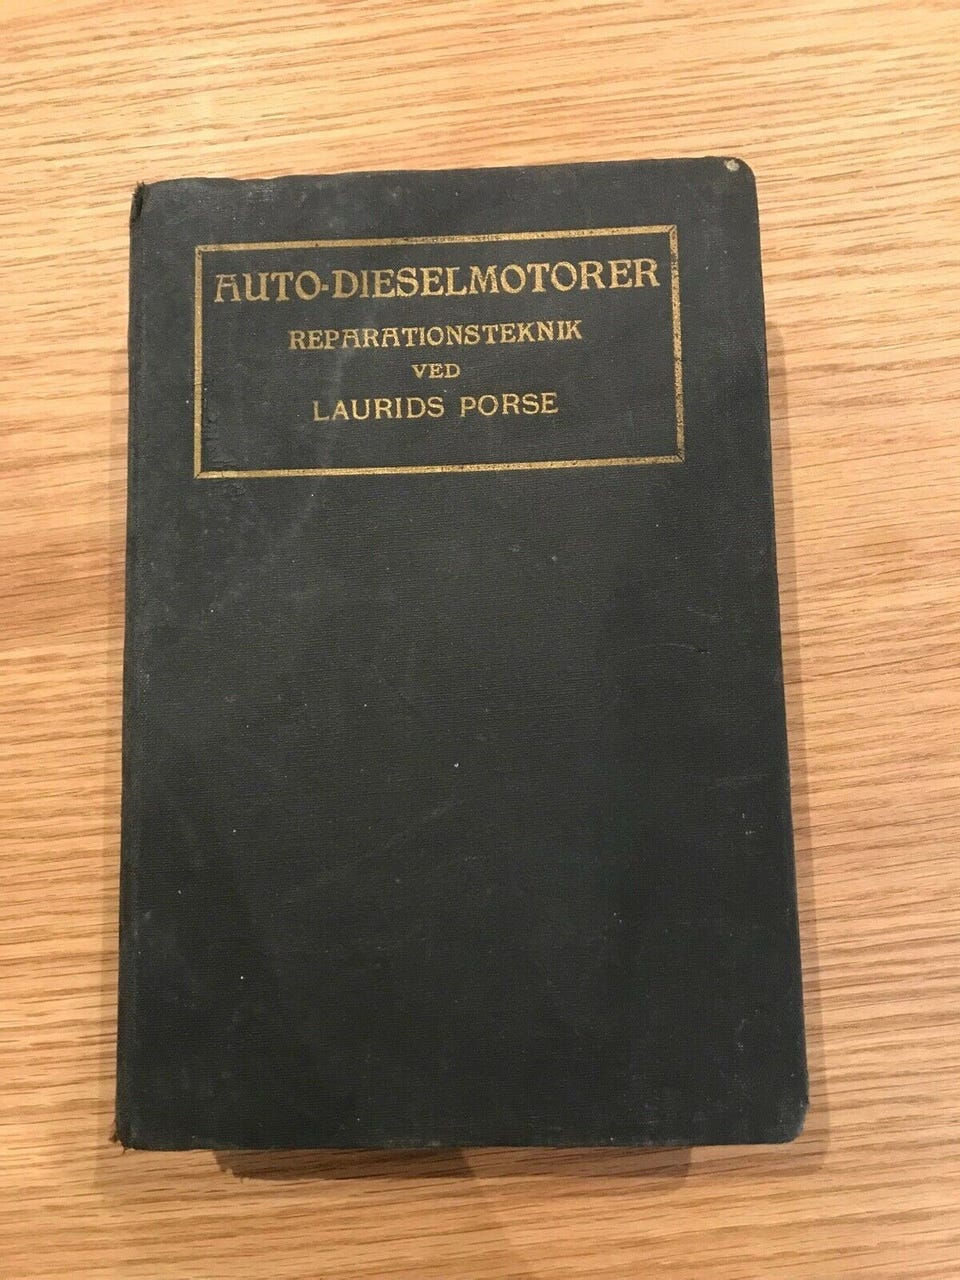 AUTO-DIESELMOTORER
REPARATIONSTEKNIK
VED
LAURIDS PORSE